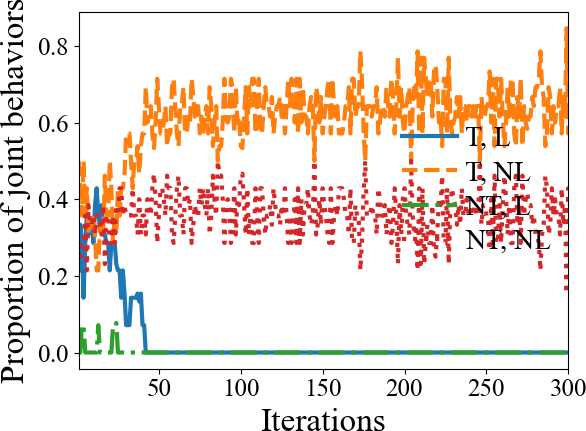 Proportion of joint behaviors
0.8
0.6
0.4
0.2
0.0
50
100
150
200
250
300
Iterations
T, L
T, NL
NT, L
NT, NL